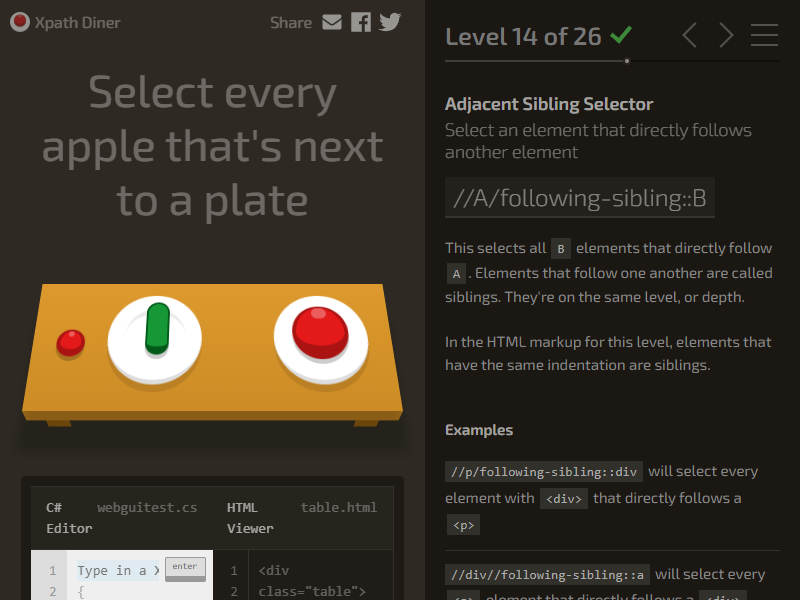 Xpath Diner
Share
Select every
apple that's next
to a plate
C#
Editor
webguitest.cs
HTML
Viewer
table.html
1
Type in a X
enter
2
{
1
<div
2
class="table">
Level 14 of 26
Adjacent Sibling Selector
Select an element that directly follows
another element
//A/following-sibling::B
This selects all B elements that directly follow
A . Elements that follow one another are called
siblings. They're on the same level, or depth.
In the HTML markup for this level, elements that
have the same indentation are siblings.
Examples
//p/following-sibling::div will select every
element with <div> that directly follows a
<p>
//div//following-sibling::a will select every
<a> element that directly follows a <div>